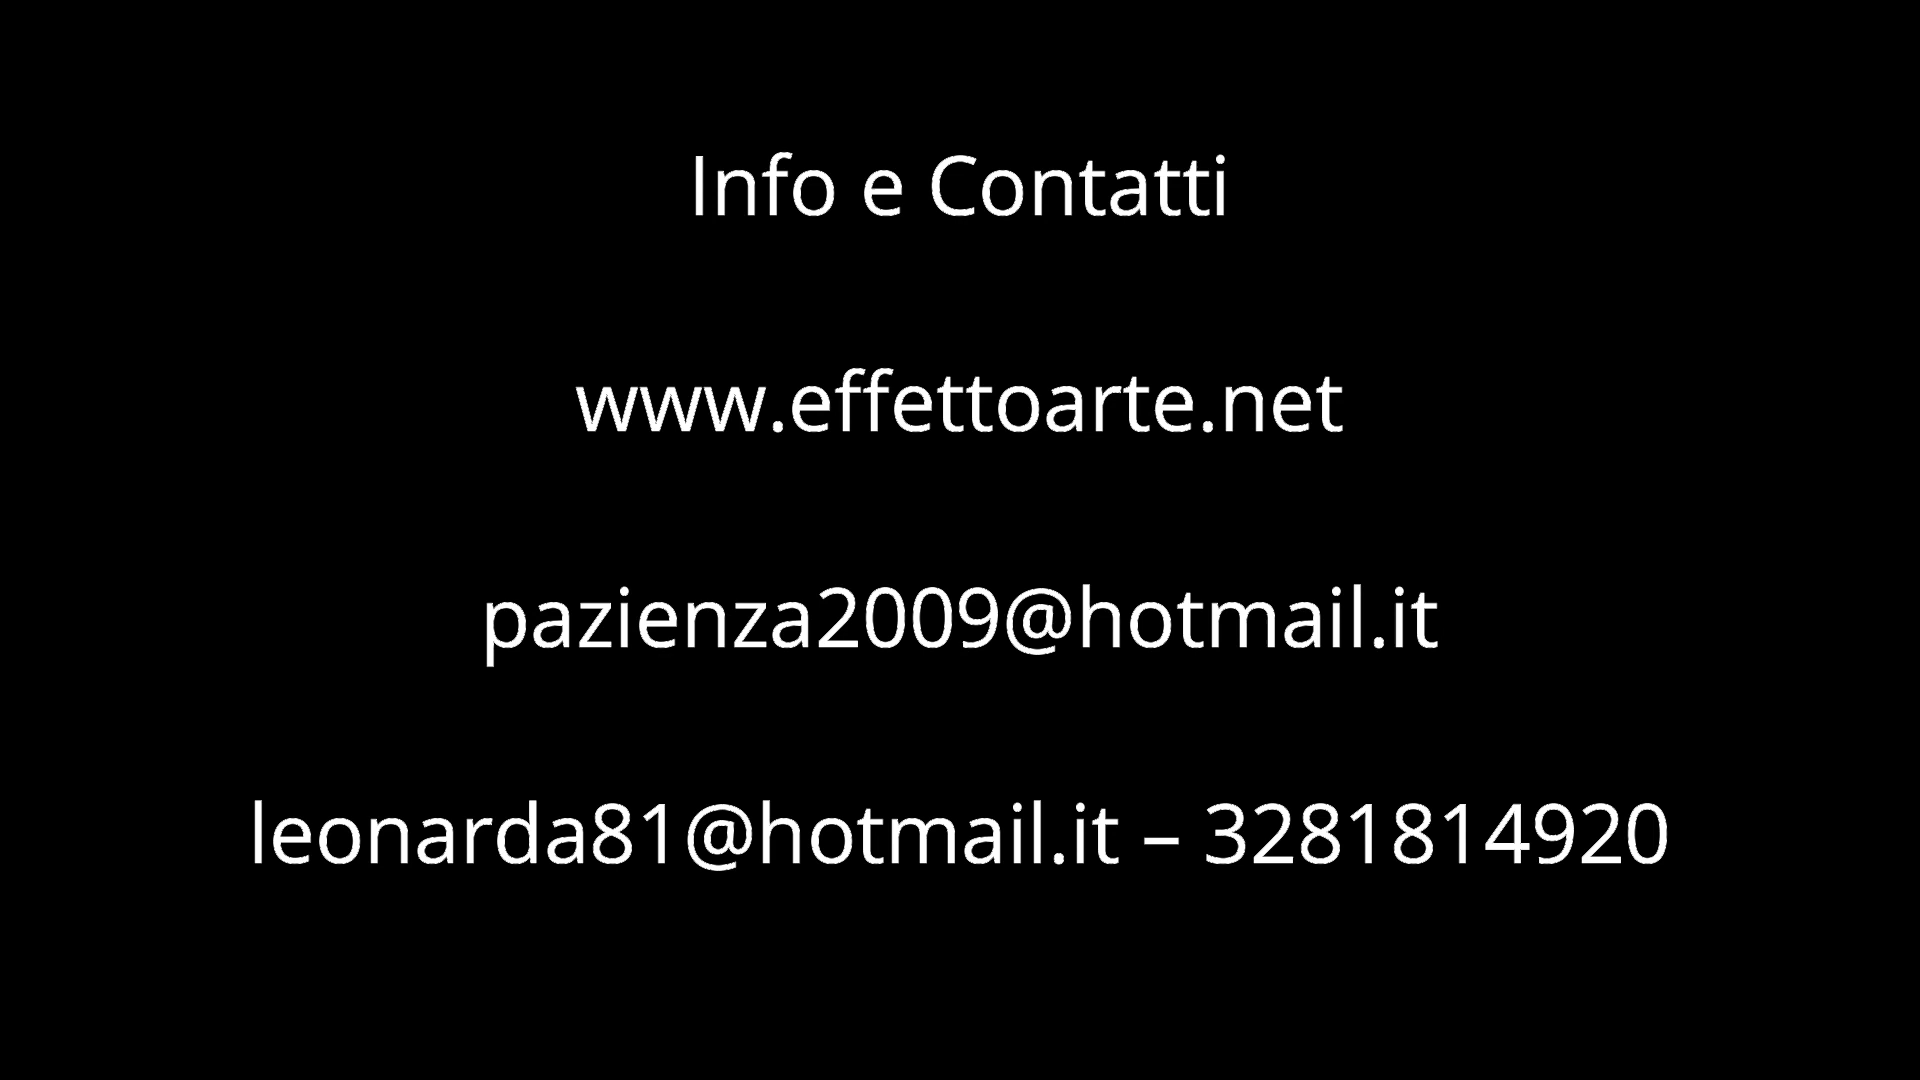 Info e Contatti
www.effettoarte.net
pazienza2009@hotmail.it
leonarda81@hotmail.it – 3281814920